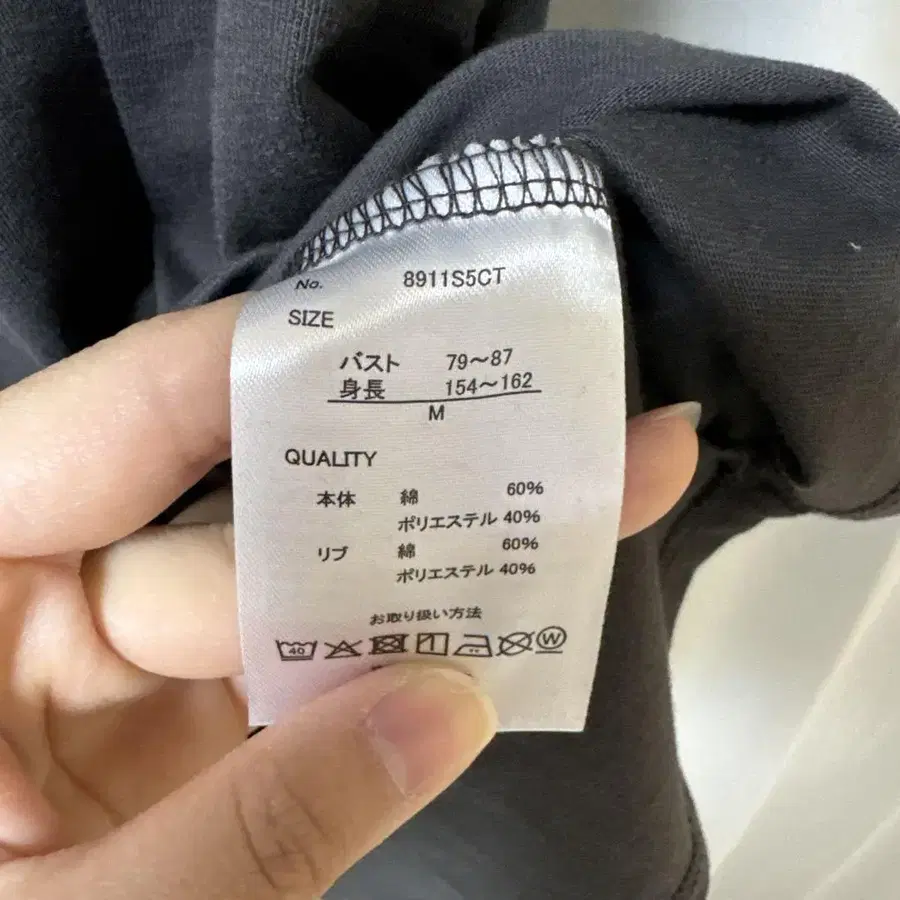 No. 8911S5CT
SIZE
バスト 79～87
身長 154～162
M
QUALITY
本体 綿 60%
ポリエステル 40%
リブ 綿 60%
ポリエステル 40%
お取り扱い方法
40 W